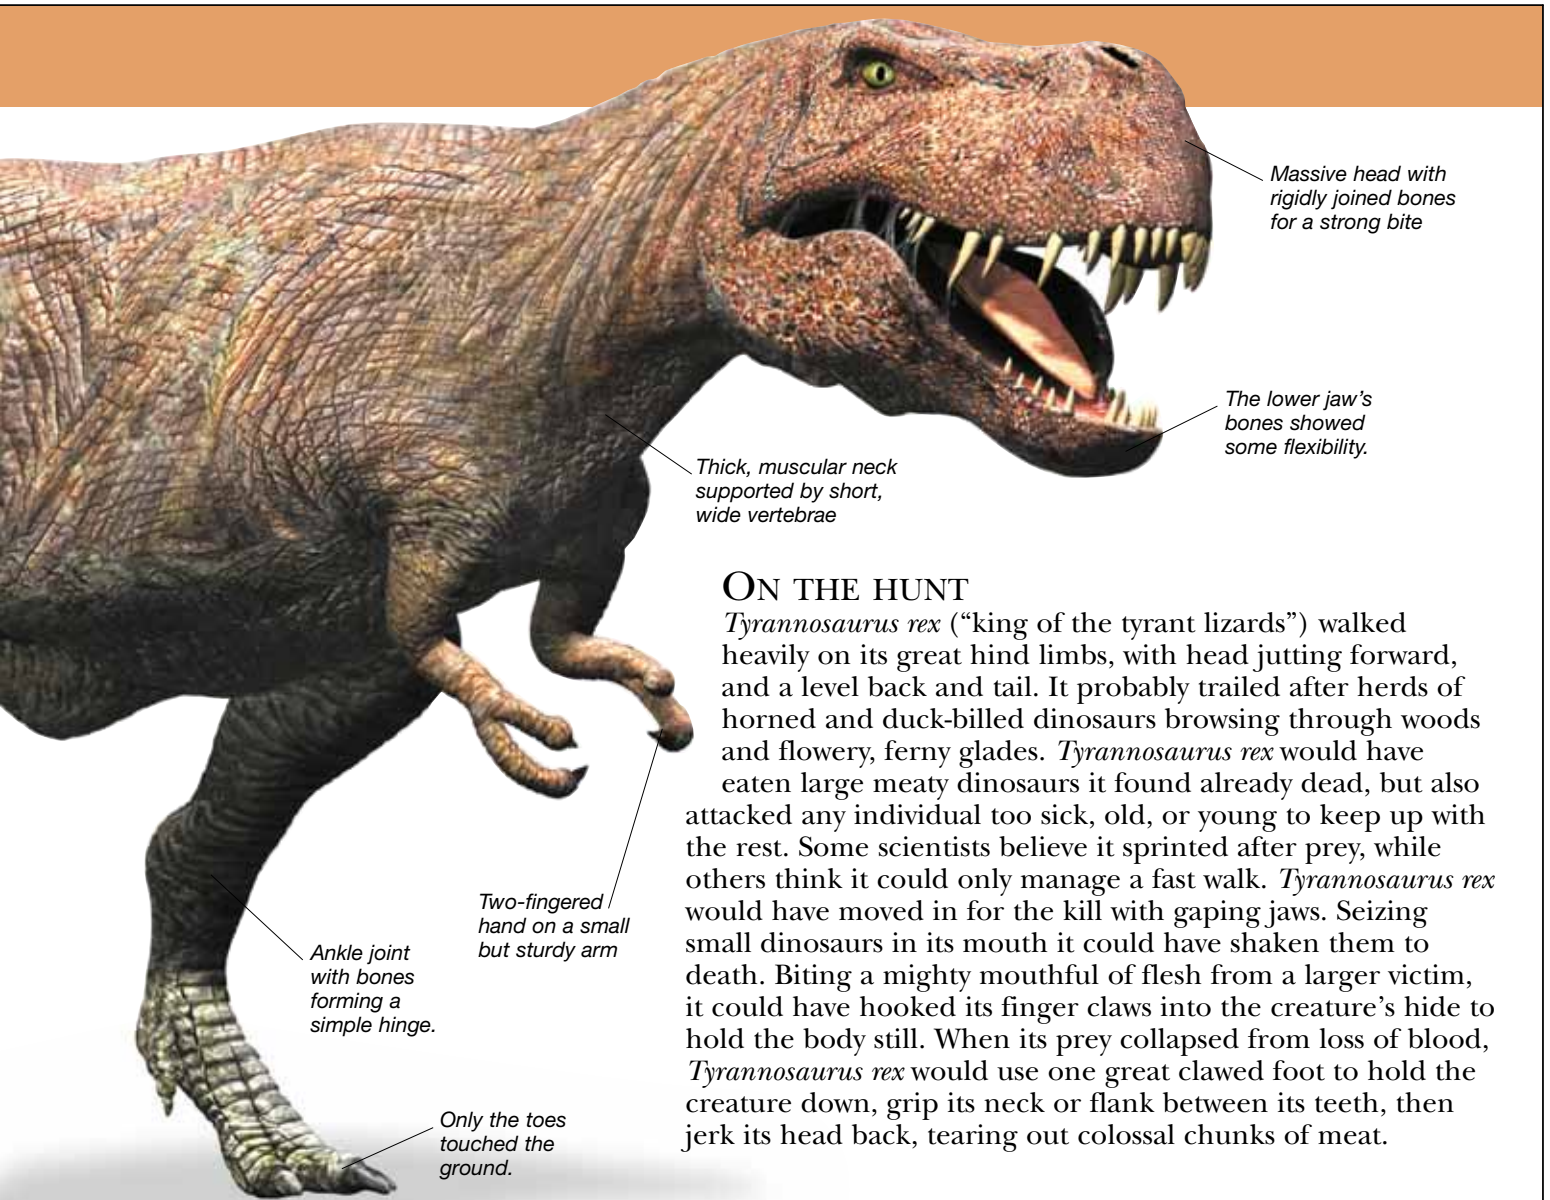 Massive head with
rigidly joined bones
for a strong bite
The lower jaw’s
bones showed
some flexibility.
Thick, muscular neck
supported by short,
wide vertebrae
ON THE HUNT
Tyrannosaurus rex (“king of the tyrant lizards”) walked
heavily on its great hind limbs, with head jutting forward,
and a level back and tail. It probably trailed after herds of
horned and duck-billed dinosaurs browsing through woods
and flowery, ferny glades. Tyrannosaurus rex would have
eaten large meaty dinosaurs it found already dead, but also
attacked any individual too sick, old, or young to keep up with
the rest. Some scientists believe it sprinted after prey, while
others think it could only manage a fast walk. Tyrannosaurus rex
would have moved in for the kill with gaping jaws. Seizing
small dinosaurs in its mouth it could have shaken them to
death. Biting a mighty mouthful of flesh from a larger victim,
it could have hooked its finger claws into the creature’s hide to
hold the body still. When its prey collapsed from loss of blood,
Tyrannosaurus rex would use one great clawed foot to hold the
creature down, grip its neck or flank between its teeth, then
jerk its head back, tearing out colossal chunks of meat.
Two-fingered
hand on a small
but sturdy arm
Ankle joint
with bones
forming a
simple hinge.
Only the toes
touched the
ground.